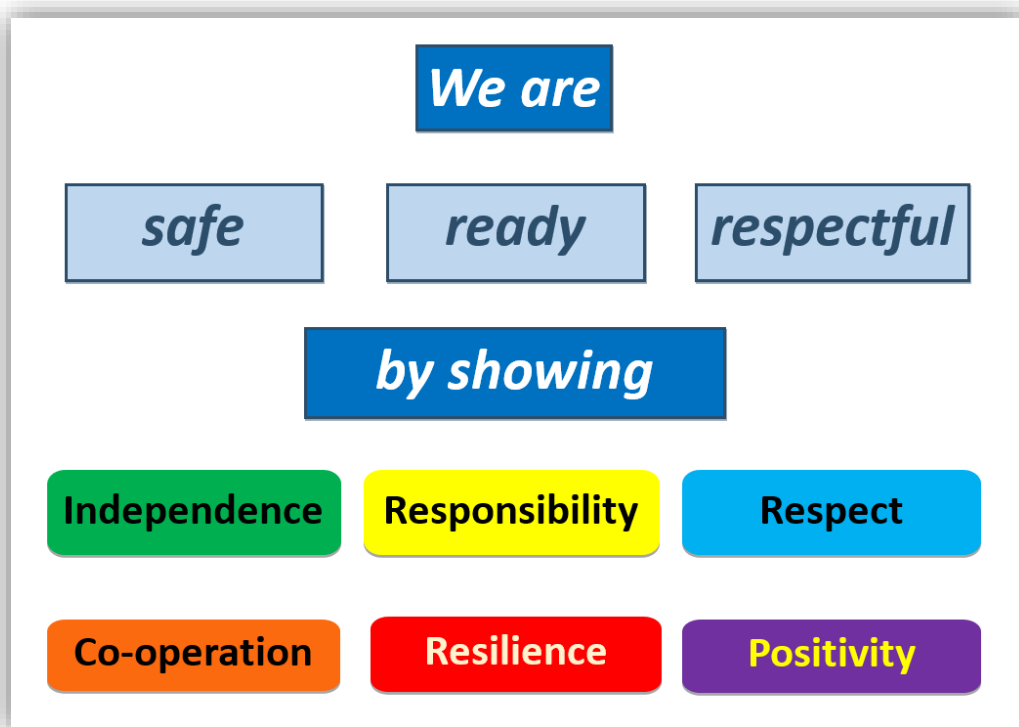 We are
safe ready respectful
by showing
Independence Responsibility Respect
Co-operation Resilience Positivity